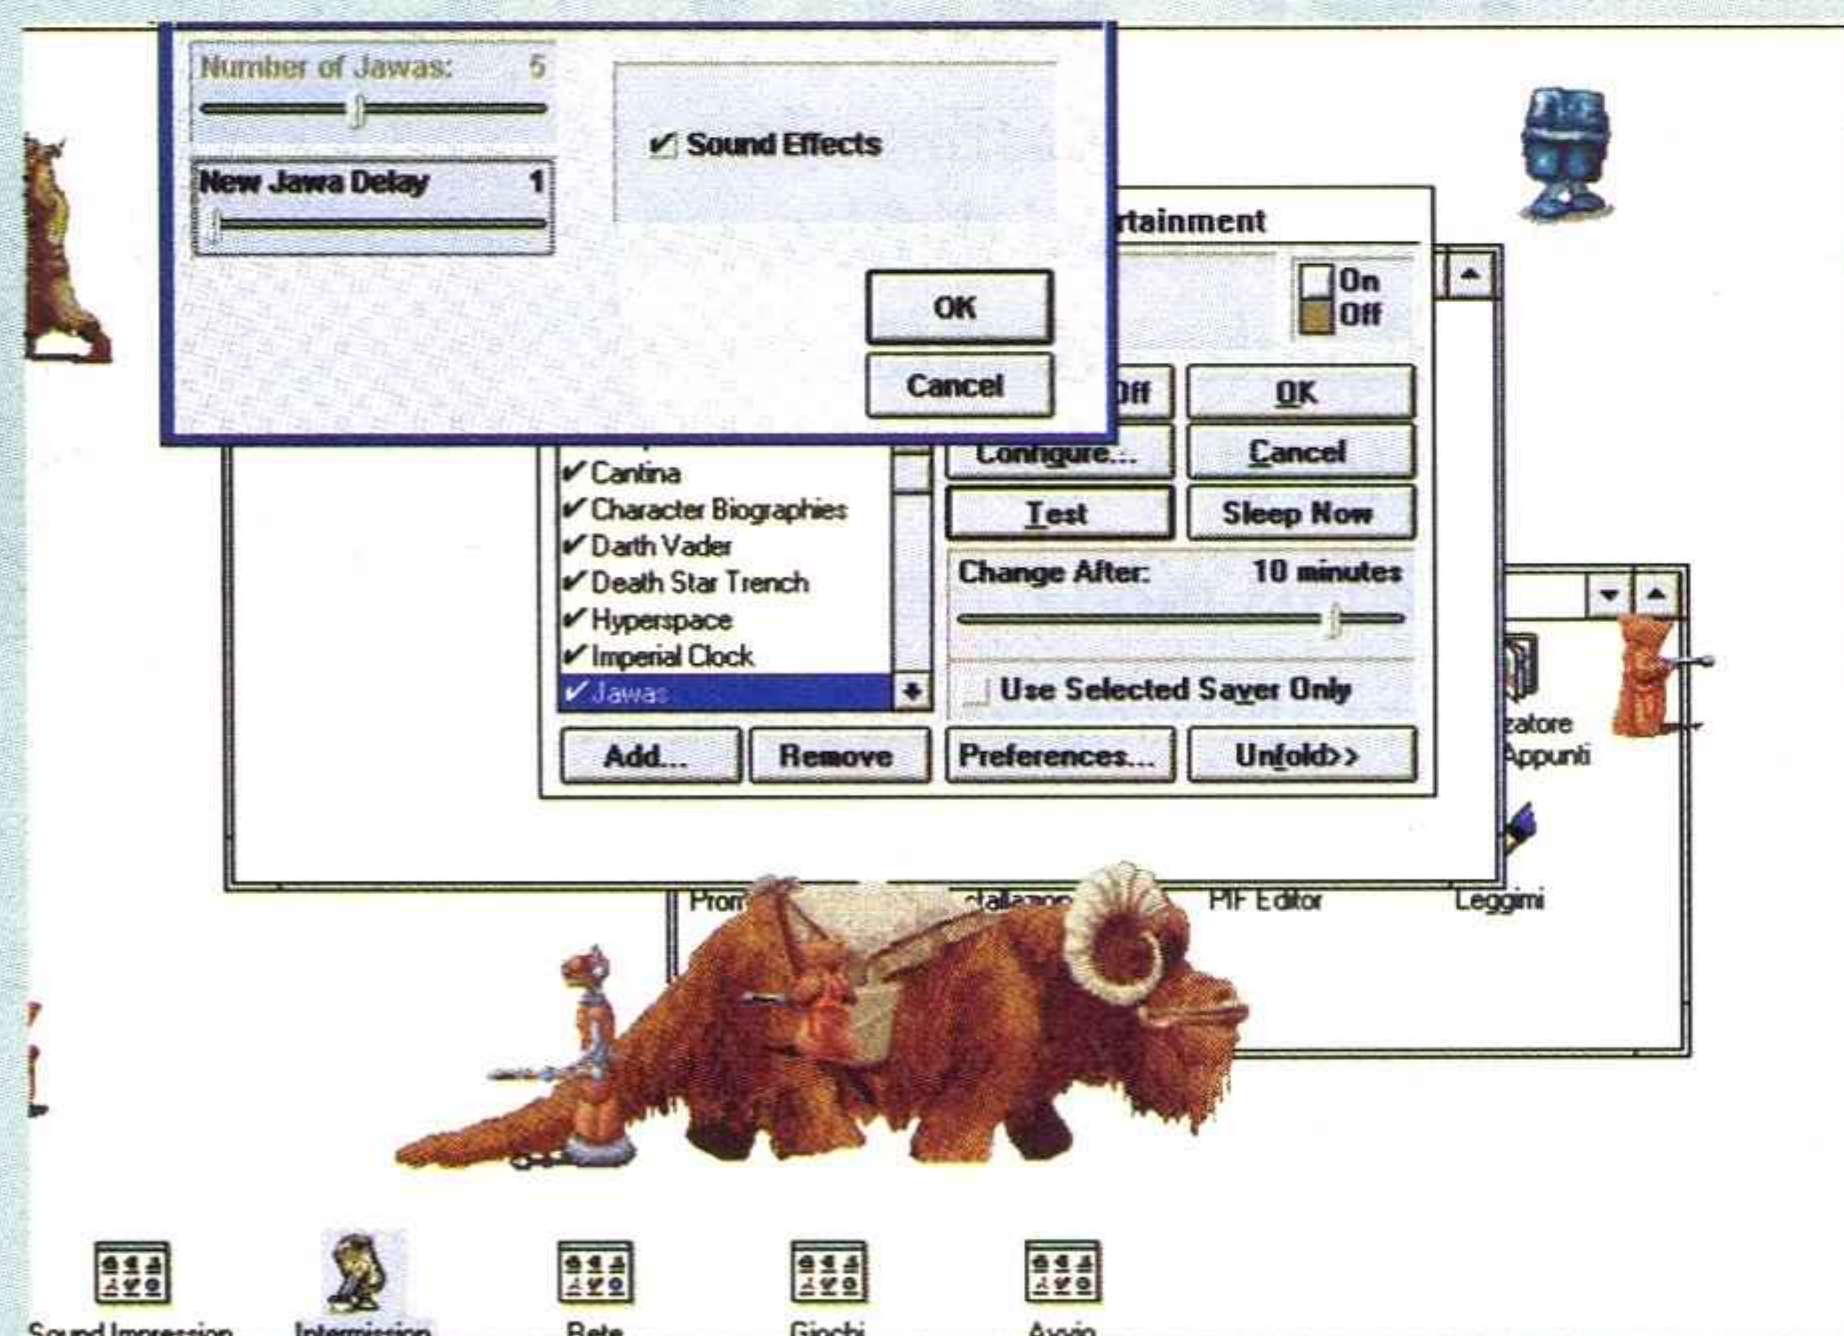 Number of Jawas: 5
New Jawa Delay 1
Sound Effects
OK
Cancel
rtainment
On
Off
Off
OK
Configure...
Cancel
Test
Sleep Now
Cantina
Character Biographies
Darth Vader
Death Star Trench
Hyperspace
Imperial Clock
Jawas
Change After: 10 minutes
Use Selected Saver Only
Add...
Remove
Preferences...
Unfold>>
zatore
Appunti
Prom
PIF Editor
Leggimi
Sound Impression
Intermission
Rete
Giochi
Avvio